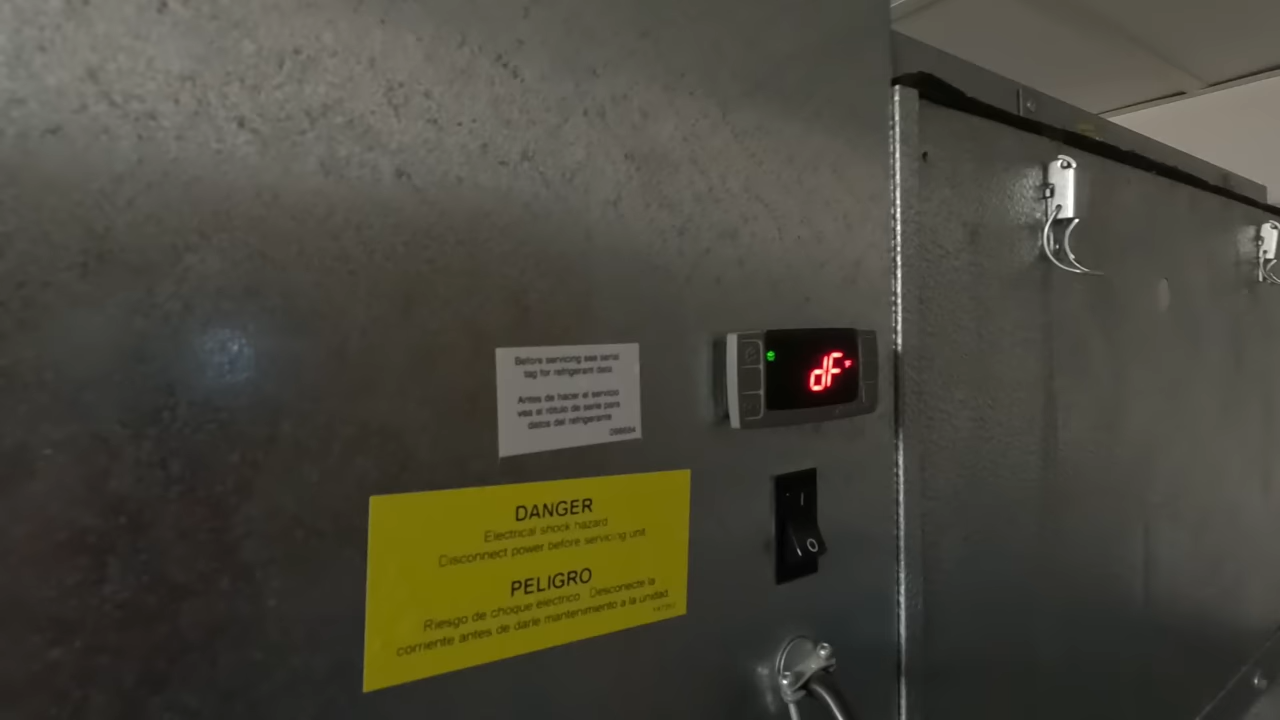 Before servicing see serial
tag for refrigerant data
Antes de hacer el servicio
vea el rótulo de serie para
datos del refrigerante
dF °F
DANGER
Electrical shock hazard
Disconnect power before servicing unit
PELIGRO
Riesgo de choque electrico. Desconecte la
corriente antes de darle mantenimiento a la unidad.